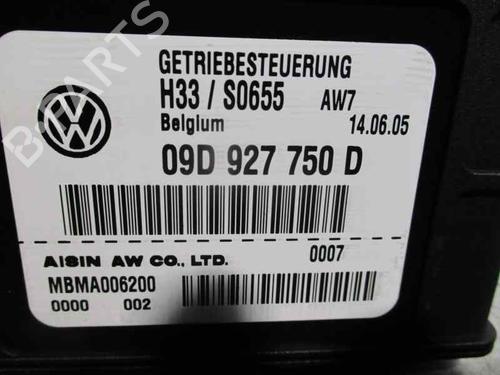 GETRIEBESTEUERUNG
H33 / S0655 AW7
Belgium 14.06.05
09D 927 750 D
AISIN AW CO., LTD. 0007
MBMA006200
0000 002